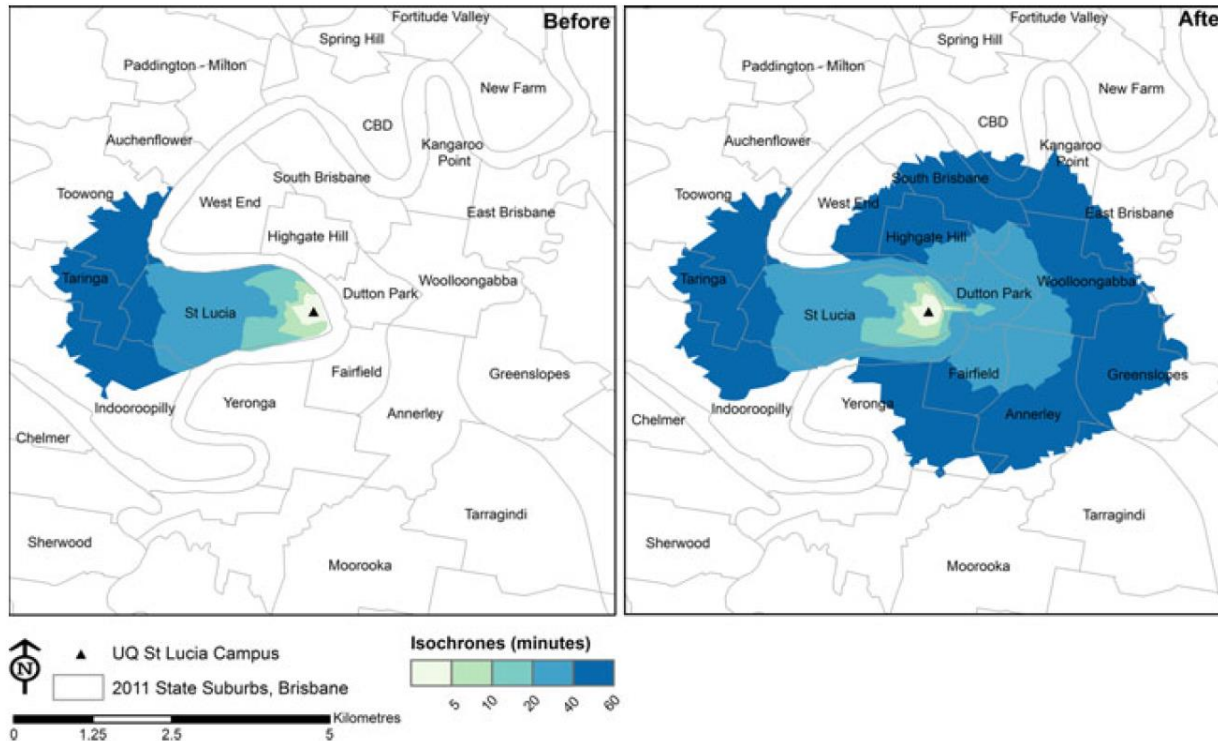 Before
Fortitude Valley
Spring Hill
Paddington - Milton
New Farm
CBD
Auchenflower
Kangaroo
Point
South Brisbane
Toowong
West End
East Brisbane
Highgate Hill
Taringa
Woolloongabba
Dutton Park
St Lucia
Fairfield
Greenslopes
Indooroopilly
Yeronga
Annerley
Chelmer
Tarragindi
Sherwood
Moorooka
After
Fortitude Valley
Spring Hill
Paddington - Milton
New Farm
CBD
Auchenflower
Kangaroo
Point
South Brisbane
Toowong
West End
East Brisbane
Highgate Hill
Taringa
Woolloongabba
Dutton Park
St Lucia
Fairfield
Greenslopes
Indooroopilly
Yeronga
Annerley
Chelmer
Tarragindi
Sherwood
Moorooka
N
UQ St Lucia Campus
2011 State Suburbs, Brisbane
Kilometres
0 1.25 2.5 5
Isochrones (minutes)
5 10 20 40 60